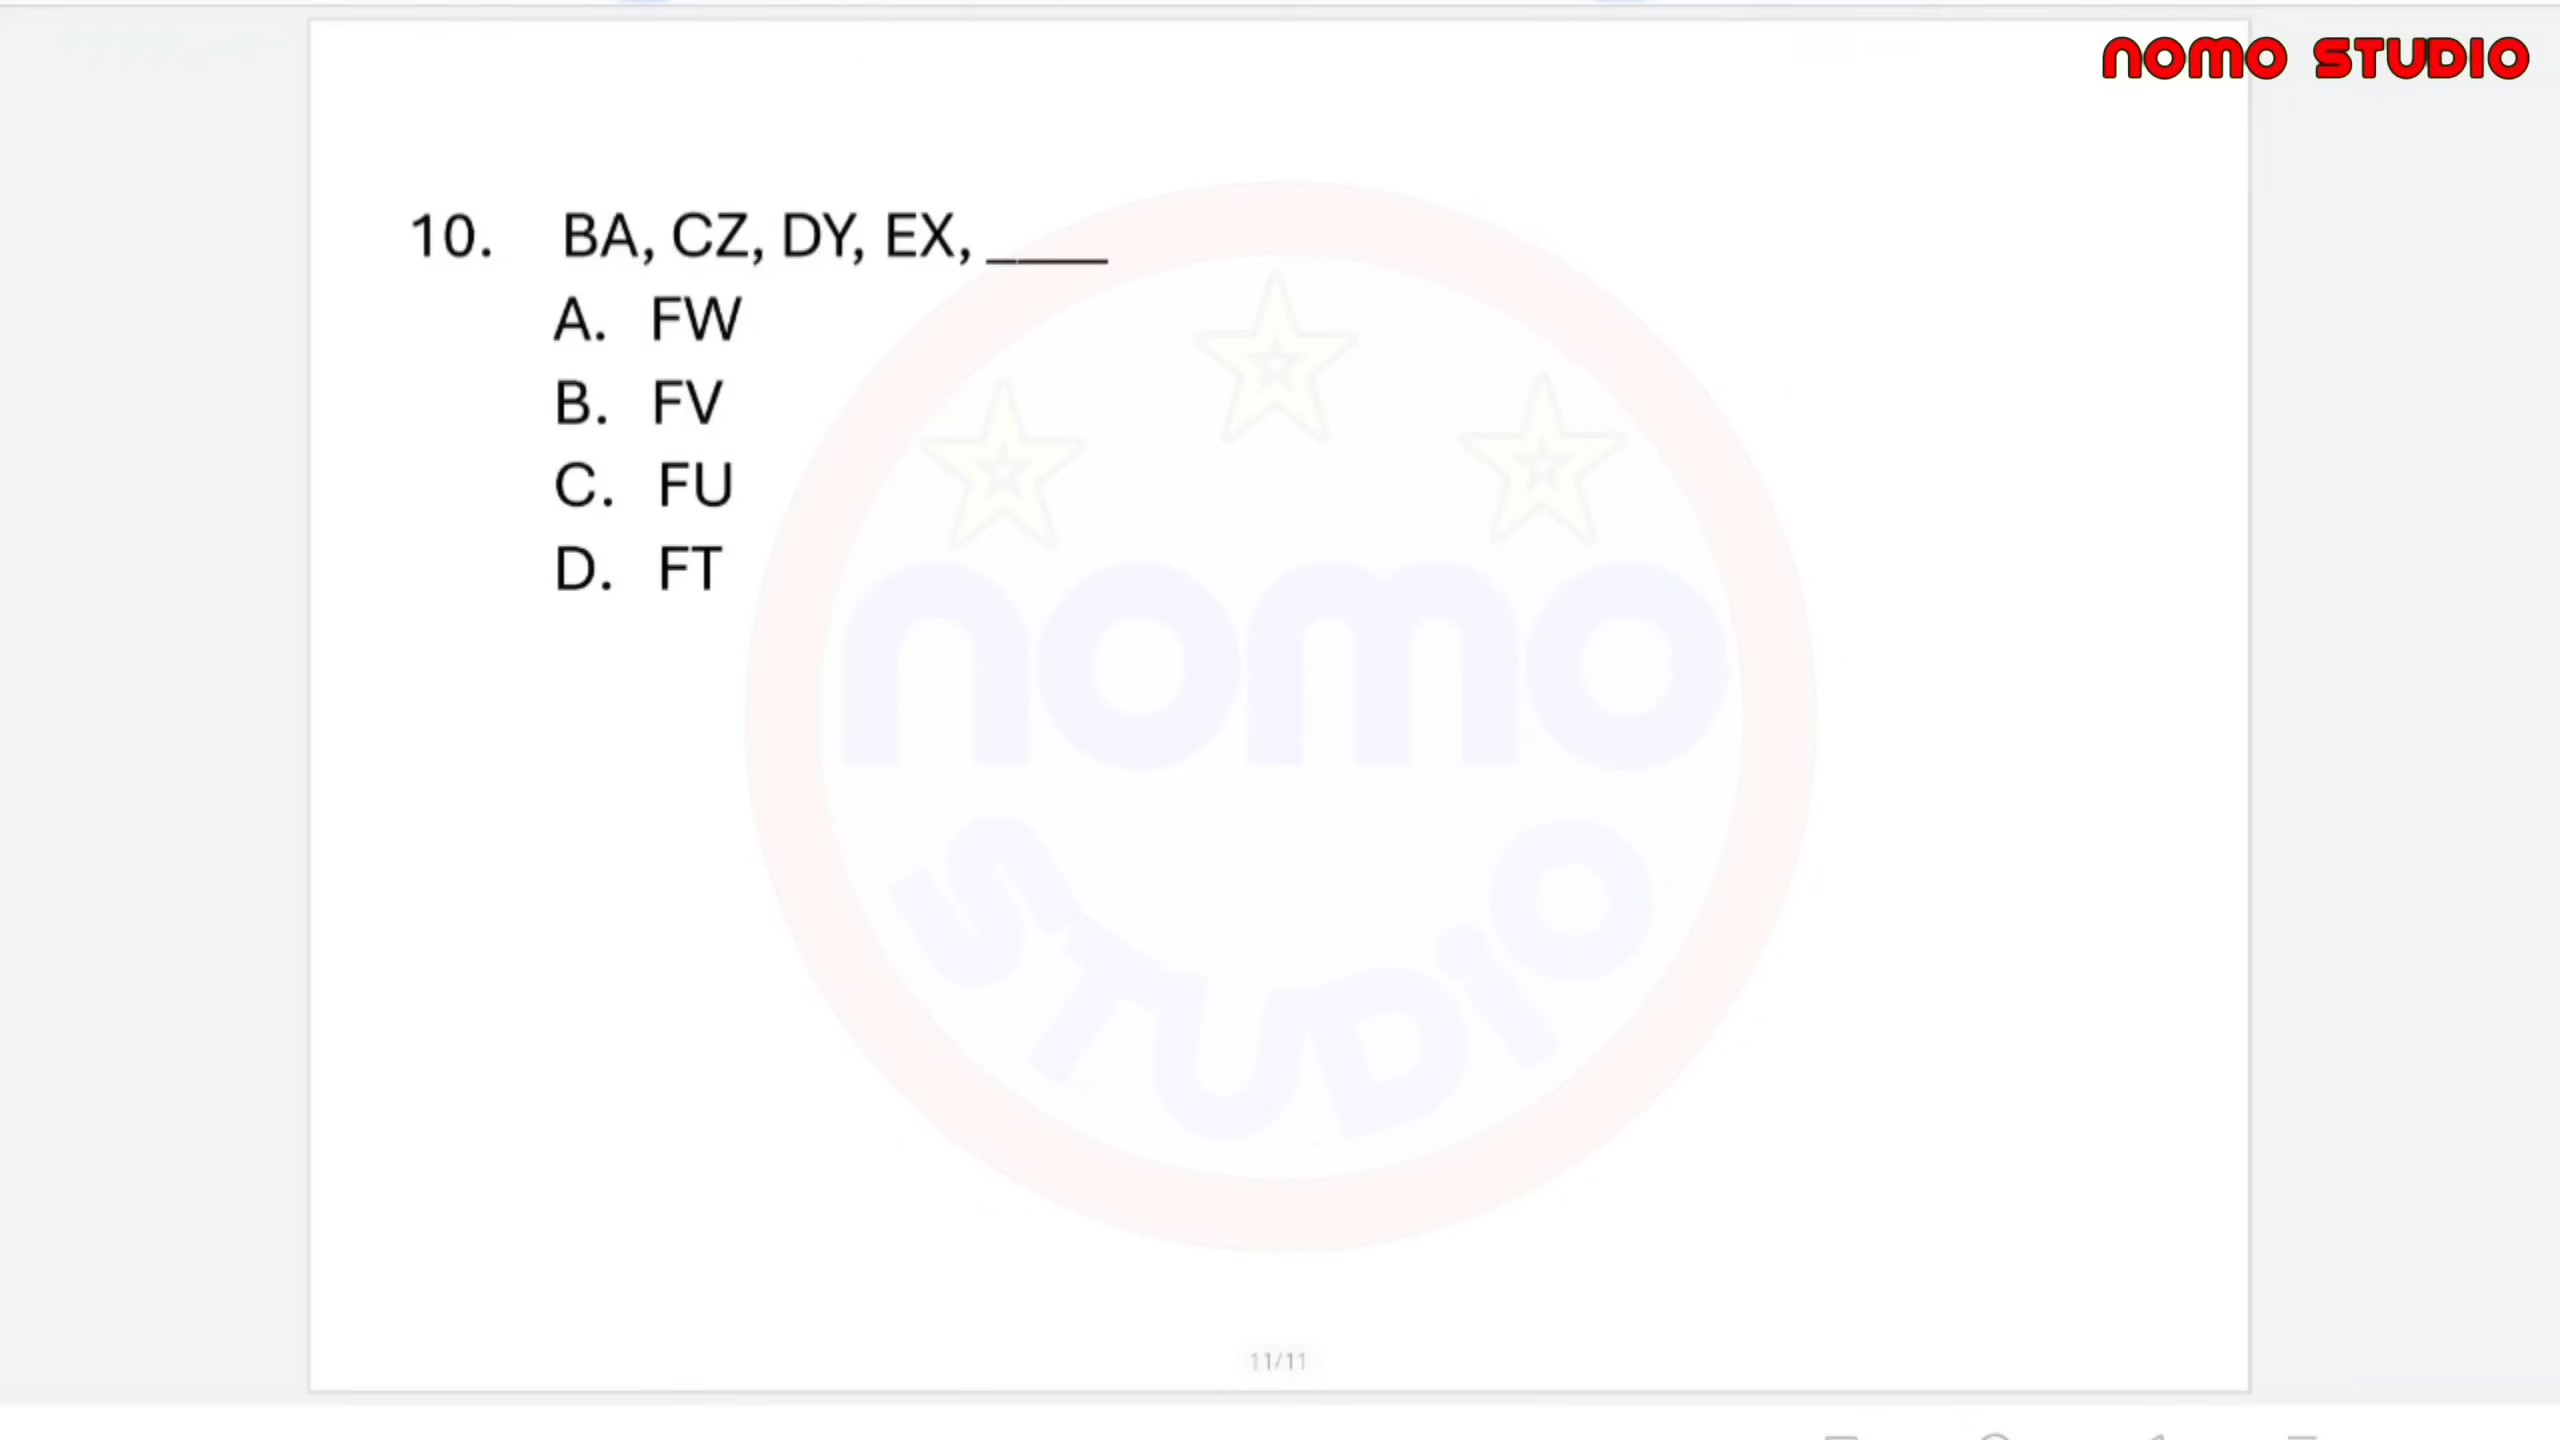 NOMO STUDIO
10. BA, CZ, DY, EX, ____
A. FW
B. FV
C. FU
D. FT
nomo
STUDiO
11/11